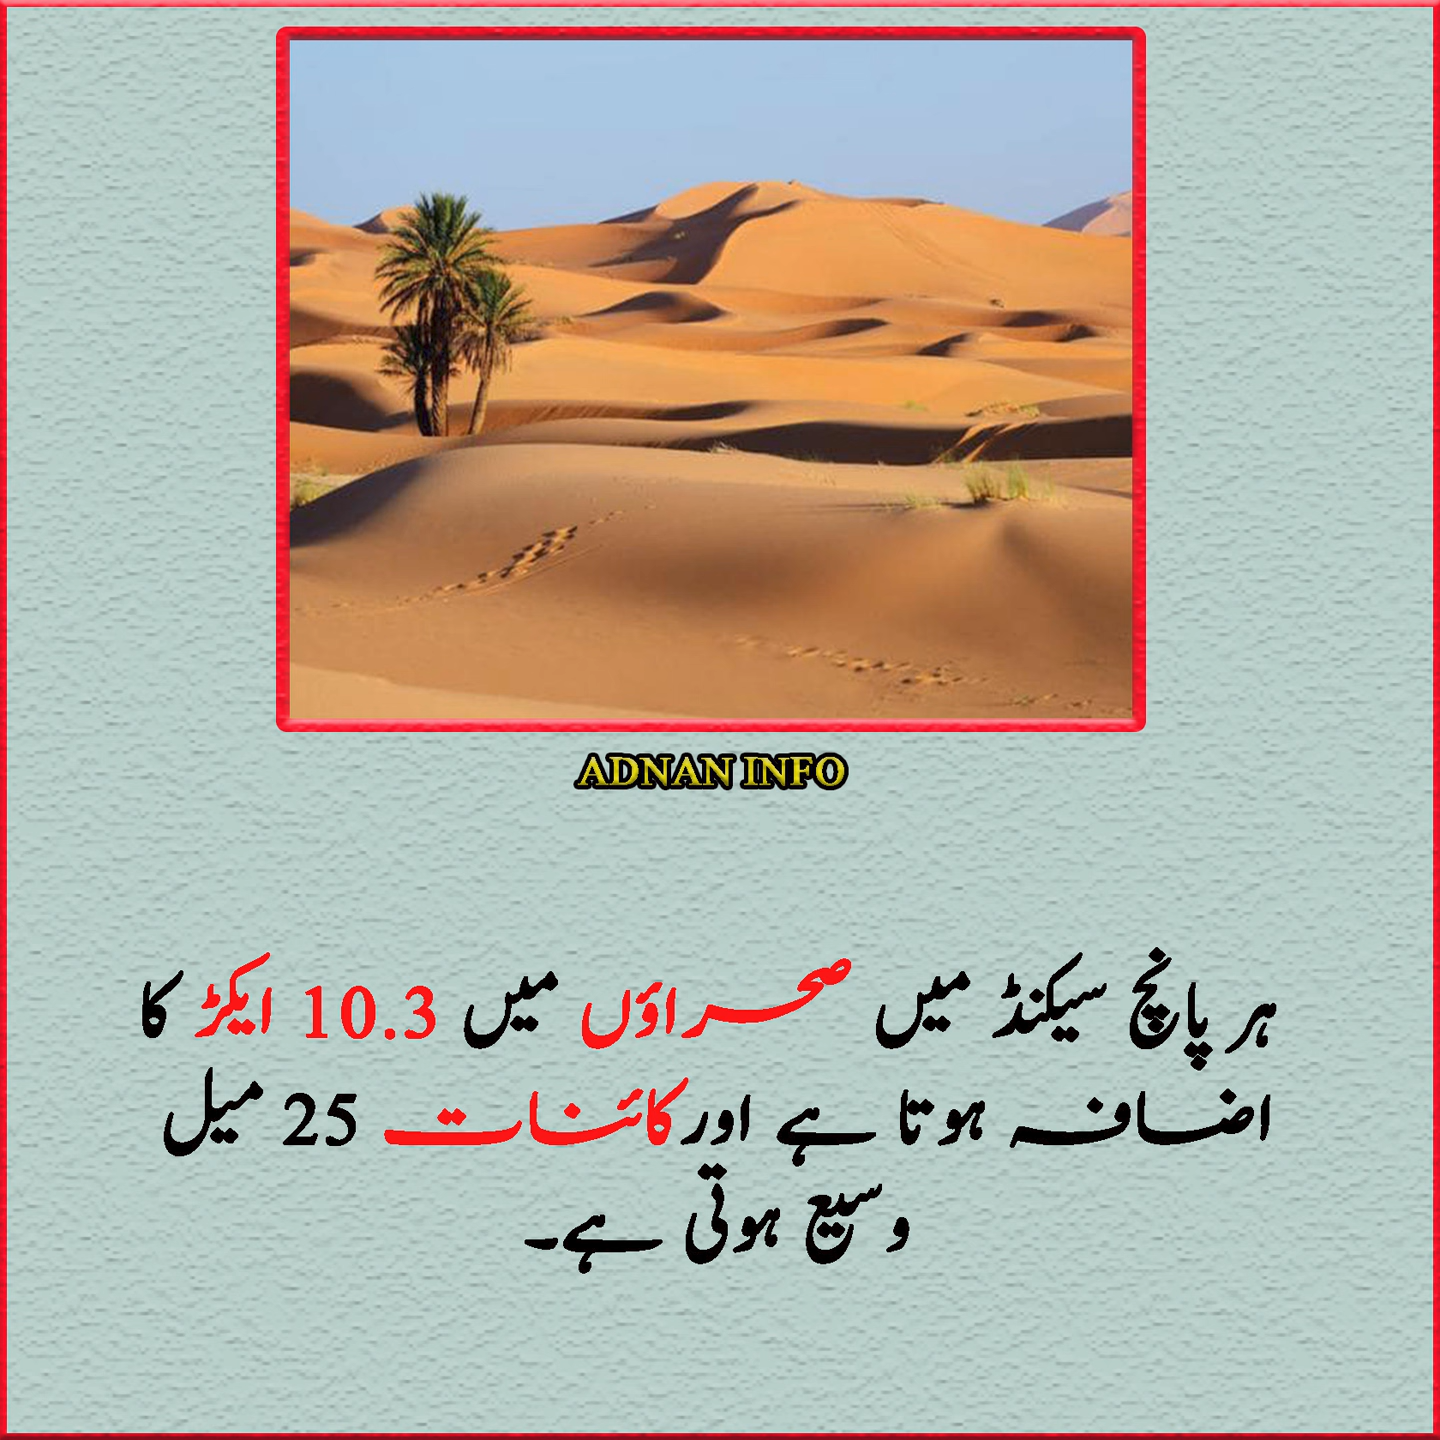 ADNAN INFO
ہر پانچ سیکنڈ میں صحراؤں میں 10.3 ایکڑ کا
اضافہ ہوتا ہے اور کائنات 25 میل
وسیع ہوتی ہے۔